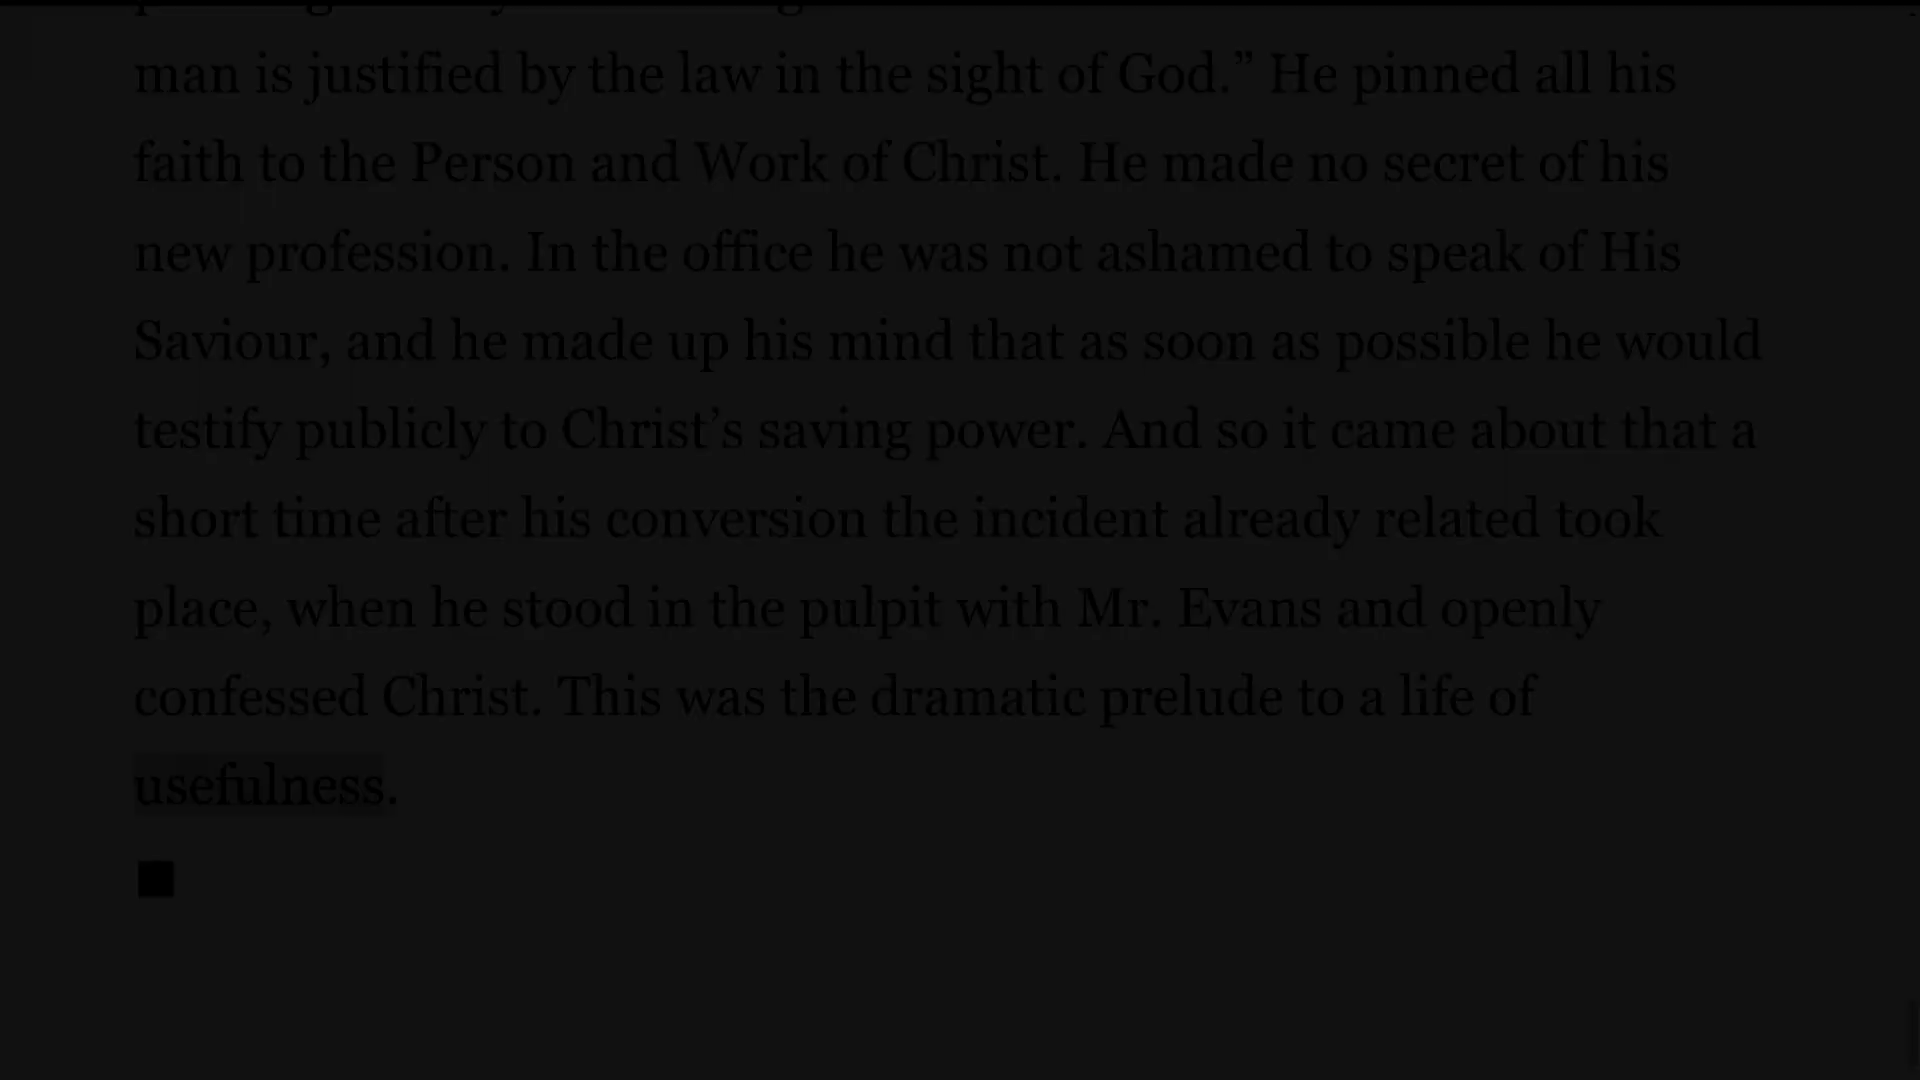 man is justified by the law in the sight of God.” He pinned all his
faith to the Person and Work of Christ. He made no secret of his
new profession. In the office he was not ashamed to speak of His
Saviour, and he made up his mind that as soon as possible he would
testify publicly to Christ’s saving power. And so it came about that a
short time after his conversion the incident already related took
place, when he stood in the pulpit with Mr. Evans and openly
confessed Christ. This was the dramatic prelude to a life of
usefulness.